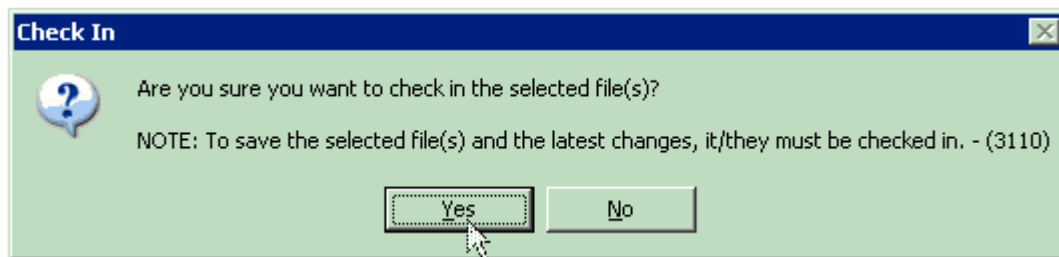 Check In
Are you sure you want to check in the selected file(s)?
NOTE: To save the selected file(s) and the latest changes, it/they must be checked in. - (3110)
Yes
No